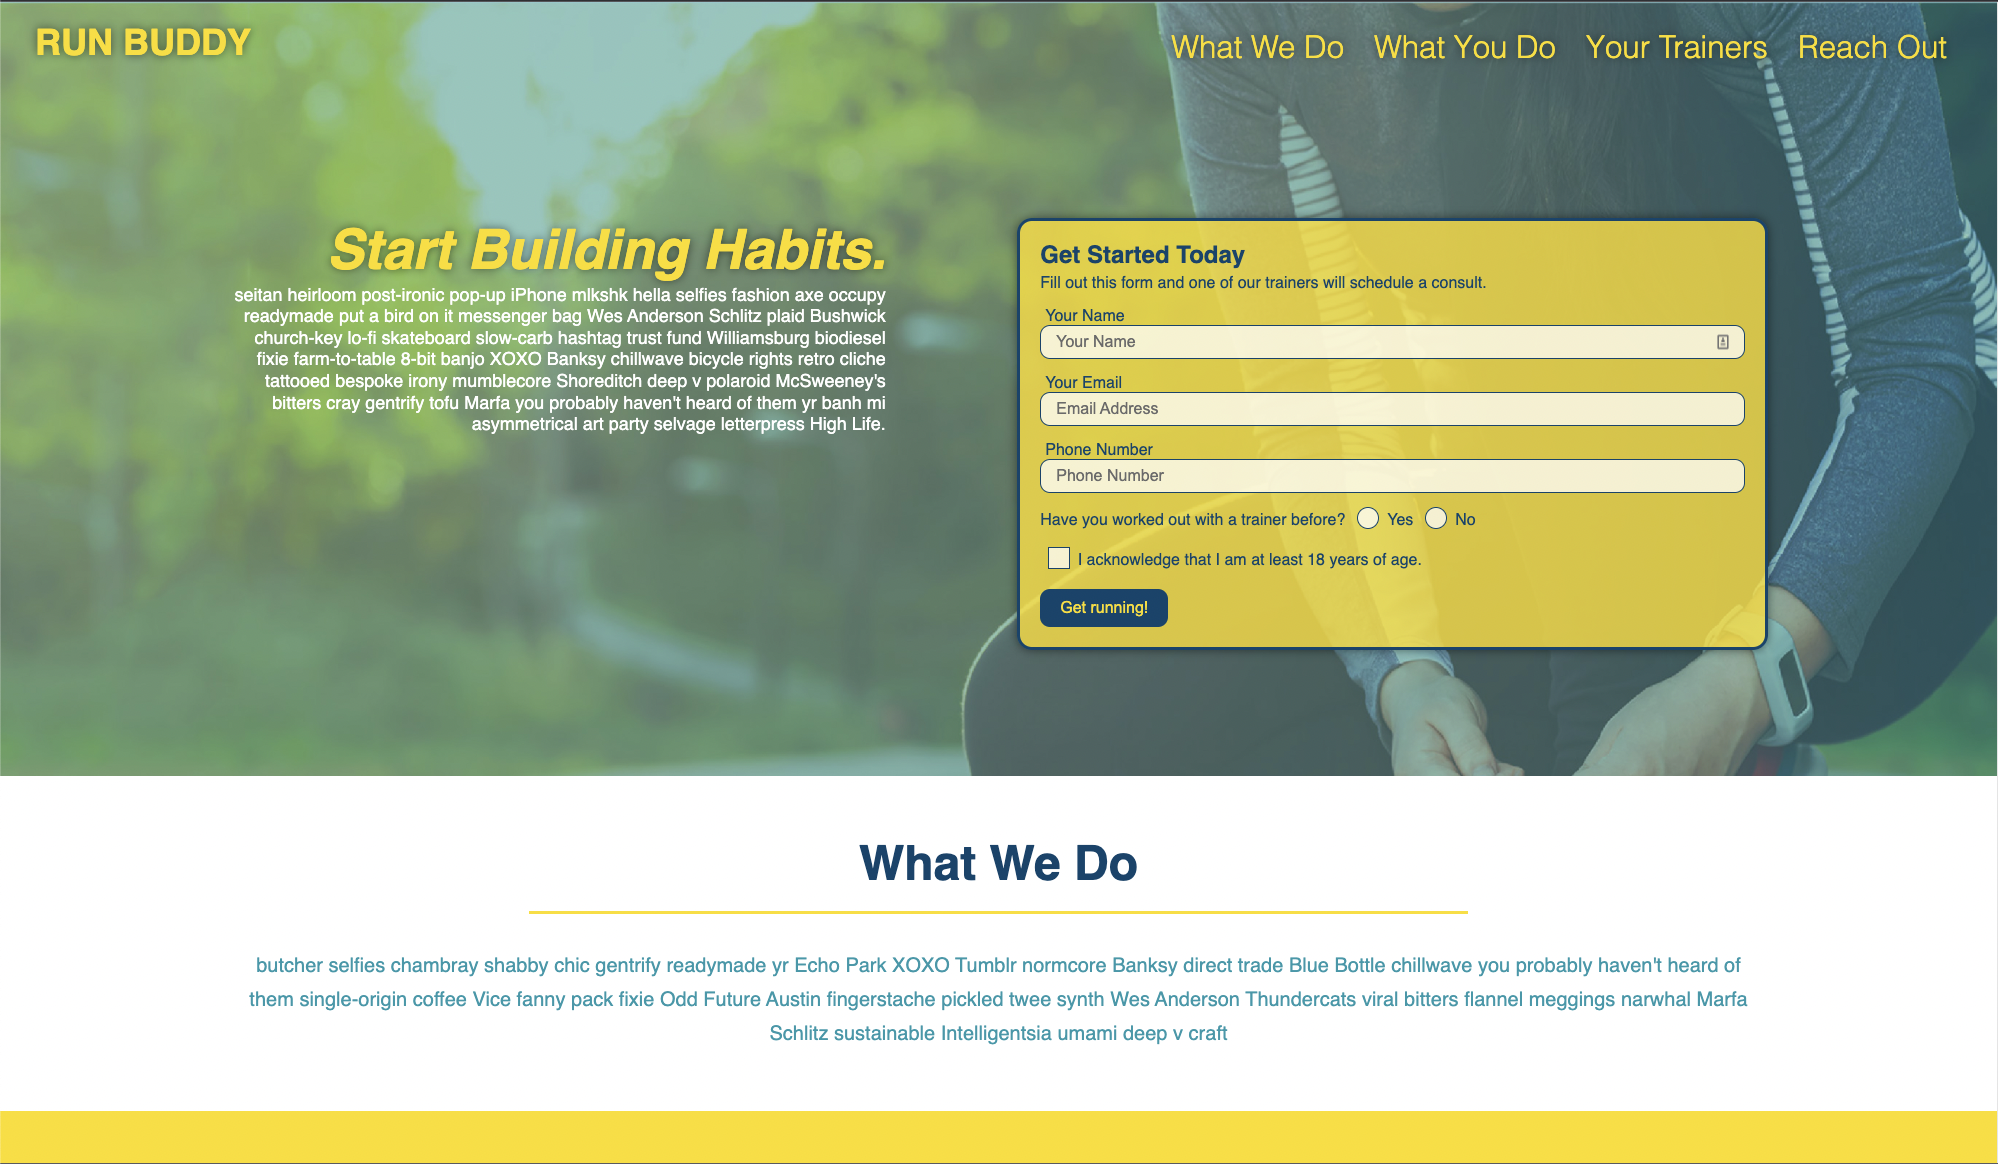 RUN BUDDY
What We Do What You Do Your Trainers Reach Out
Start Building Habits.
seitan heirloom post-ironic pop-up iPhone mlkshk hella selfies fashion axe occupy
readymade put a bird on it messenger bag Wes Anderson Schlitz plaid Bushwick
church-key lo-fi skateboard slow-carb hashtag trust fund Williamsburg biodiesel
fixie farm-to-table 8-bit banjo XOXO Banksy chillwave bicycle rights retro cliche
tattooed bespoke irony mumblecore Shoreditch deep v polaroid McSweeney's
bitters cray gentrify tofu Marfa you probably haven't heard of them yr banh mi
asymmetrical art party selvage letterpress High Life.
Get Started Today
Fill out this form and one of our trainers will schedule a consult.
Your Name
Your Name
Your Email
Email Address
Phone Number
Phone Number
Have you worked out with a trainer before? Yes No
I acknowledge that I am at least 18 years of age.
Get running!
What We Do
butcher selfies chambray shabby chic gentrify readymade yr Echo Park XOXO Tumblr normcore Banksy direct trade Blue Bottle chillwave you probably haven't heard of
them single-origin coffee Vice fanny pack fixie Odd Future Austin fingerstache pickled twee synth Wes Anderson Thundercats viral bitters flannel meggings narwhal Marfa
Schlitz sustainable Intelligentsia umami deep v craft